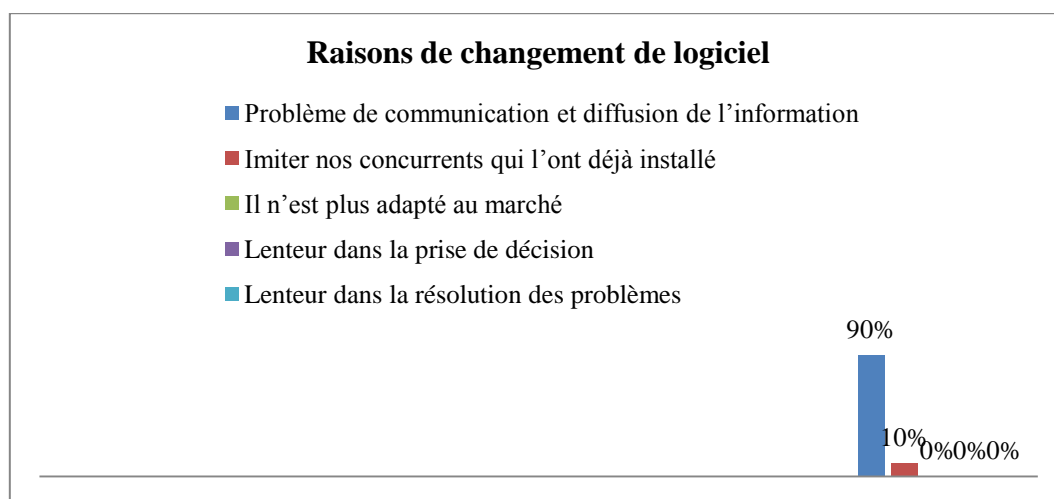 Raisons de changement de logiciel
Problème de communication et diffusion de l’information
Imiter nos concurrents qui l’ont déjà installé
Il n’est plus adapté au marché
Lenteur dans la prise de décision
Lenteur dans la résolution des problèmes
90%
10%
0%0%0%